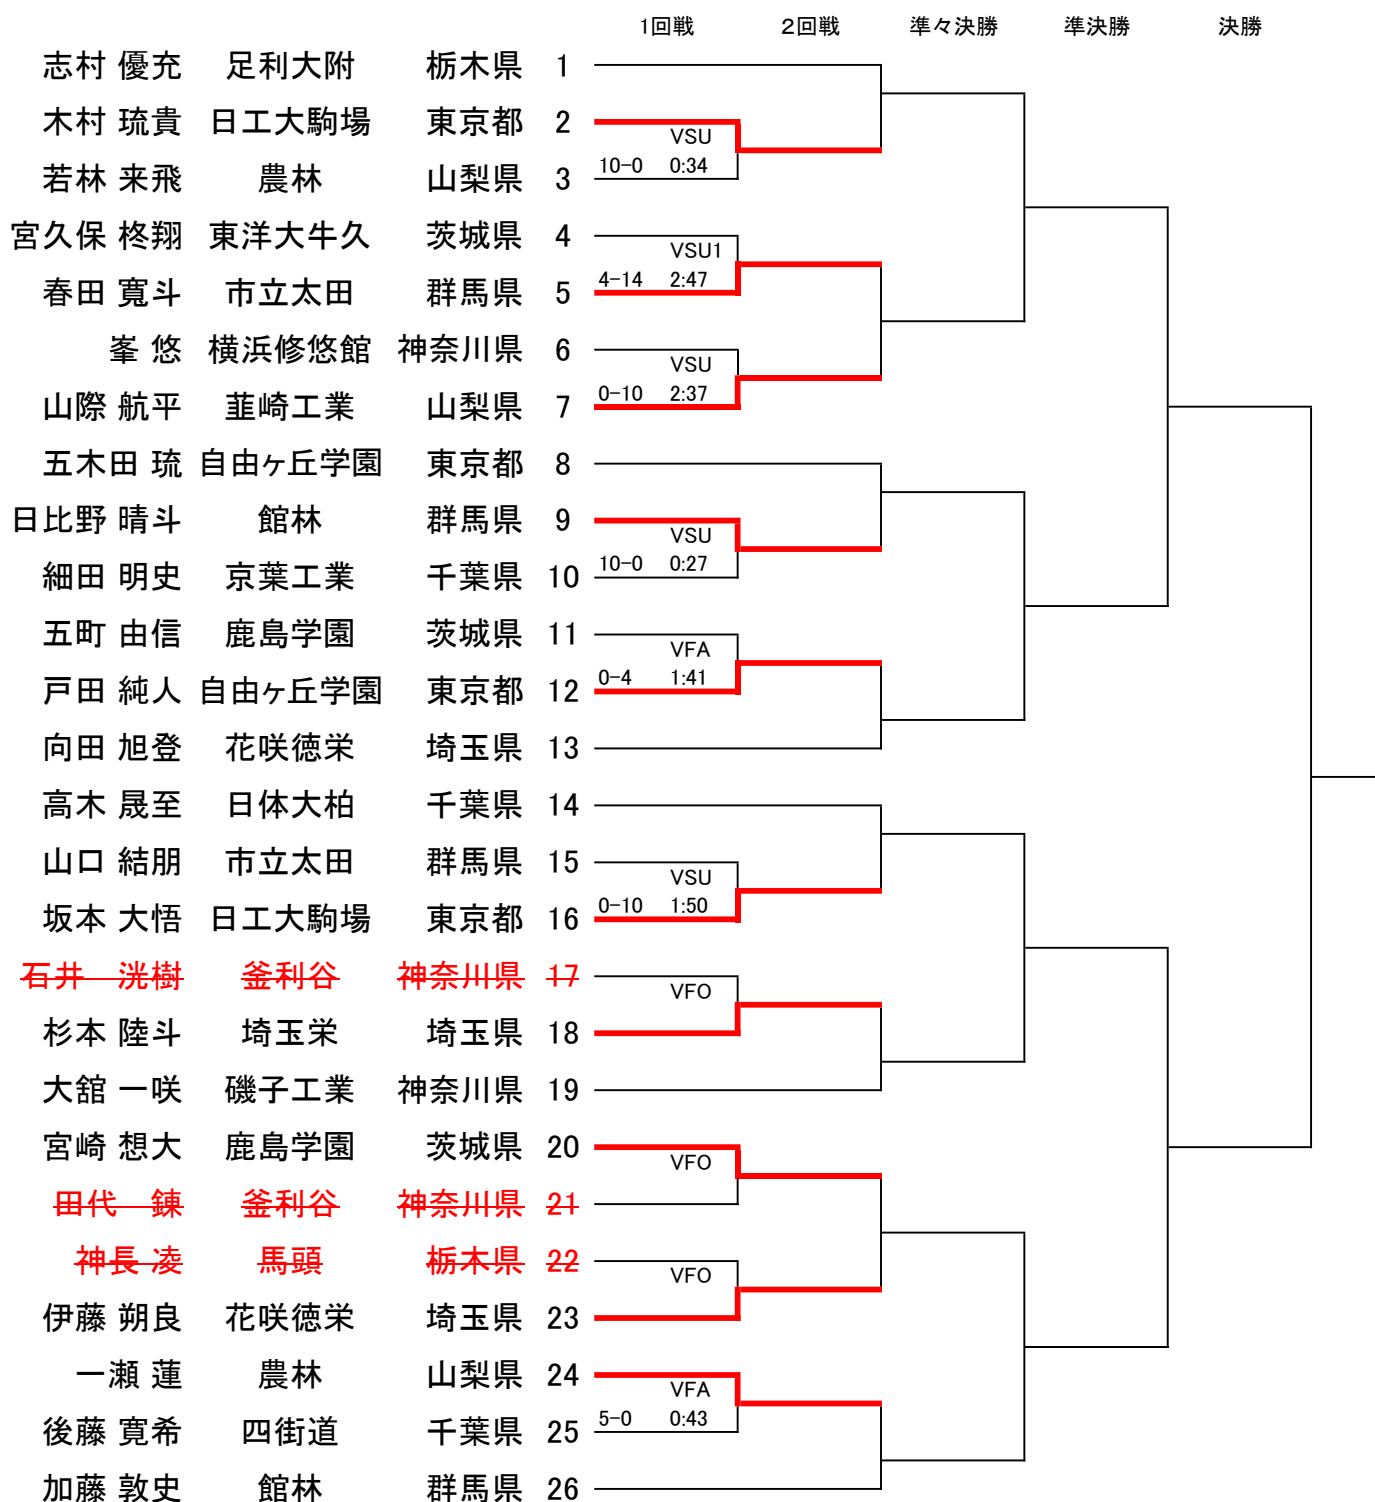 1回戦 2回戦 準々決勝 準決勝 決勝
志村 優充 足利大附 栃木県 1
木村 琉貴 日工大駒場 東京都 2
VSU
10-0 0:34
若林 来飛 農林 山梨県 3
宮久保 柊翔 東洋大牛久 茨城県 4
VSU1
4-14 2:47
春田 寛斗 市立太田 群馬県 5
峯 悠 横浜修悠館 神奈川県 6
VSU
0-10 2:37
山際 航平 韮崎工業 山梨県 7
五木田 琉 自由ヶ丘学園 東京都 8
日比野 晴斗 館林 群馬県 9
VSU
10-0 0:27
細田 明史 京葉工業 千葉県 10
五町 由信 鹿島学園 茨城県 11
VFA
0-4 1:41
戸田 純人 自由ヶ丘学園 東京都 12
向田 旭登 花咲徳栄 埼玉県 13
高木 晟至 日体大柏 千葉県 14
山口 結朋 市立太田 群馬県 15
VSU
0-10 1:50
坂本 大悟 日工大駒場 東京都 16
石井 洸樹 釜利谷 神奈川県 17
VFO
杉本 陸斗 埼玉栄 埼玉県 18
大舘 一咲 磯子工業 神奈川県 19
宮崎 想大 鹿島学園 茨城県 20
VFO
田代 錬 釜利谷 神奈川県 21
神長 凌 馬頭 栃木県 22
VFO
伊藤 朔良 花咲徳栄 埼玉県 23
一瀬 蓮 農林 山梨県 24
VFA
5-0 0:43
後藤 寛希 四街道 千葉県 25
加藤 敦史 館林 群馬県 26